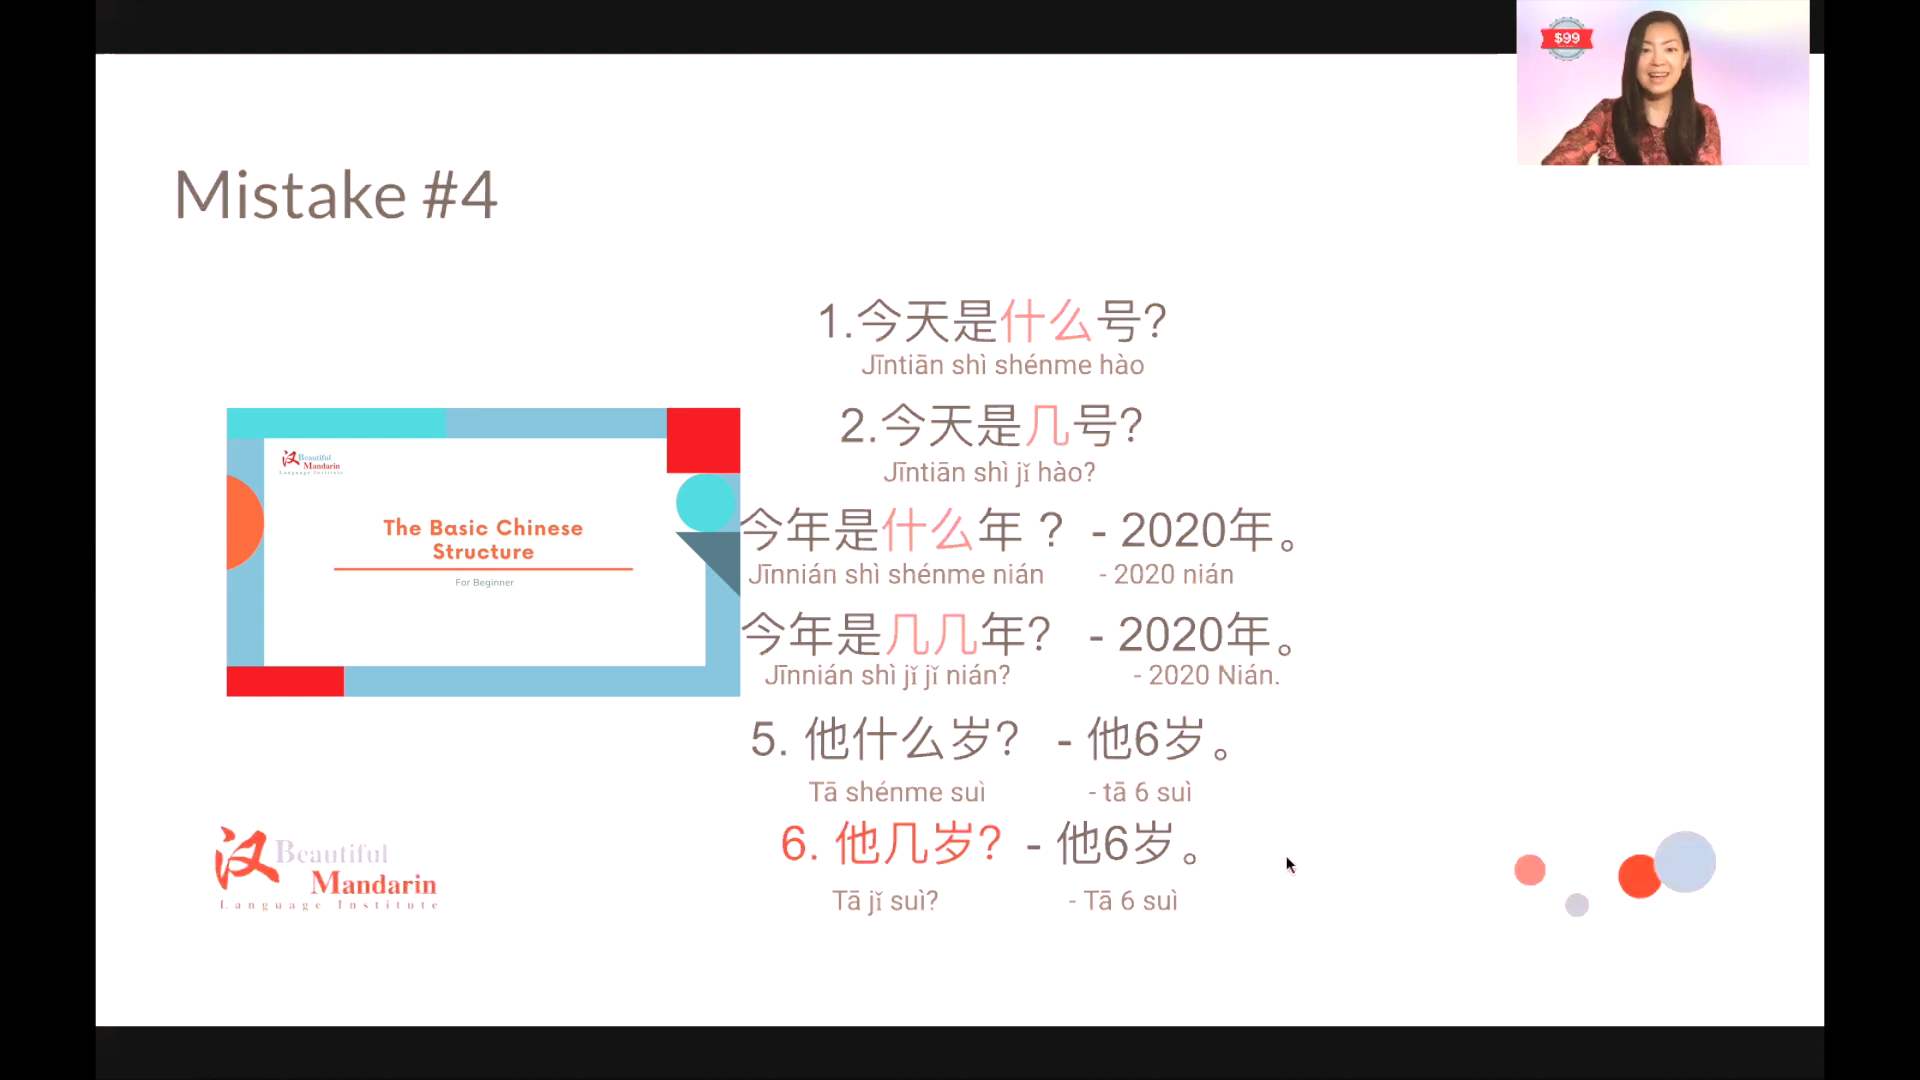 $99
Mistake #4
1.今天是什么号?
Jīntiān shì shénme hào
2.今天是几号?
Jīntiān shì jǐ hào?
今年是什么年 ? - 2020年。
Jīnnián shì shénme nián - 2020 nián
今年是几几年? - 2020年。
Jīnnián shì jǐ jǐ nián? - 2020 Nián.
5. 他什么岁? - 他6岁。
Tā shénme suì - tā 6 suì
6. 他几岁? - 他6岁。
Tā jǐ suì? - Tā 6 suì
汉 Beautiful
Mandarin
Language Institute
The Basic Chinese
Structure
For Beginner
汉 Beautiful
Mandarin
Language Institute